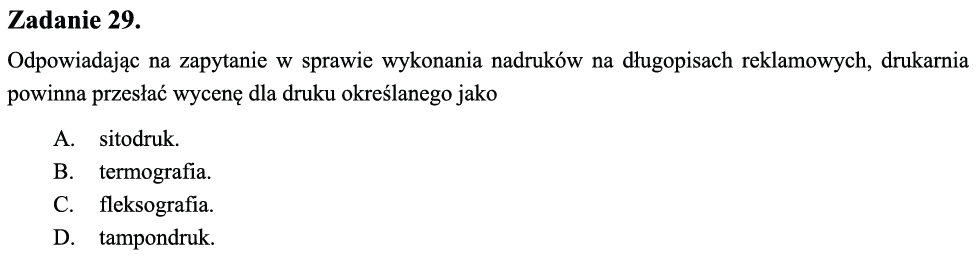 Zadanie 29.
Odpowiadając na zapytanie w sprawie wykonania nadruków na długopisach reklamowych, drukarnia
powinna przesłać wycenę dla druku określanego jako
A. sitodruk.
B. termografia.
C. fleksografia.
D. tampondruk.